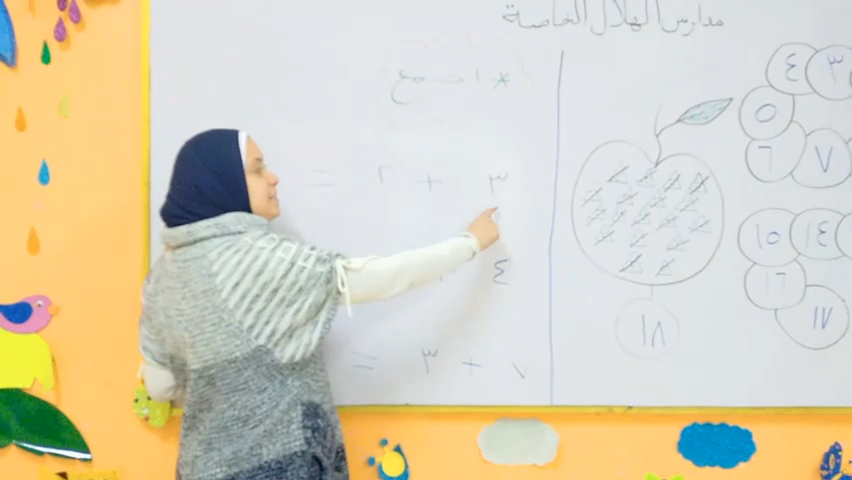 مدارس الهلال الخاصة
* اجمع
٣ + ٢ =
٤
٧ + ٣ =
٤ ٣
٥
٦ ٧
١٥ ١٤
١٦
١٧
١٨